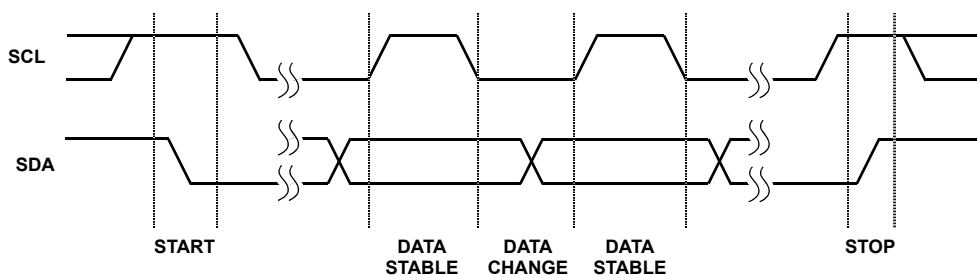 SCL
SDA
START
DATA
STABLE
DATA
CHANGE
DATA
STABLE
STOP